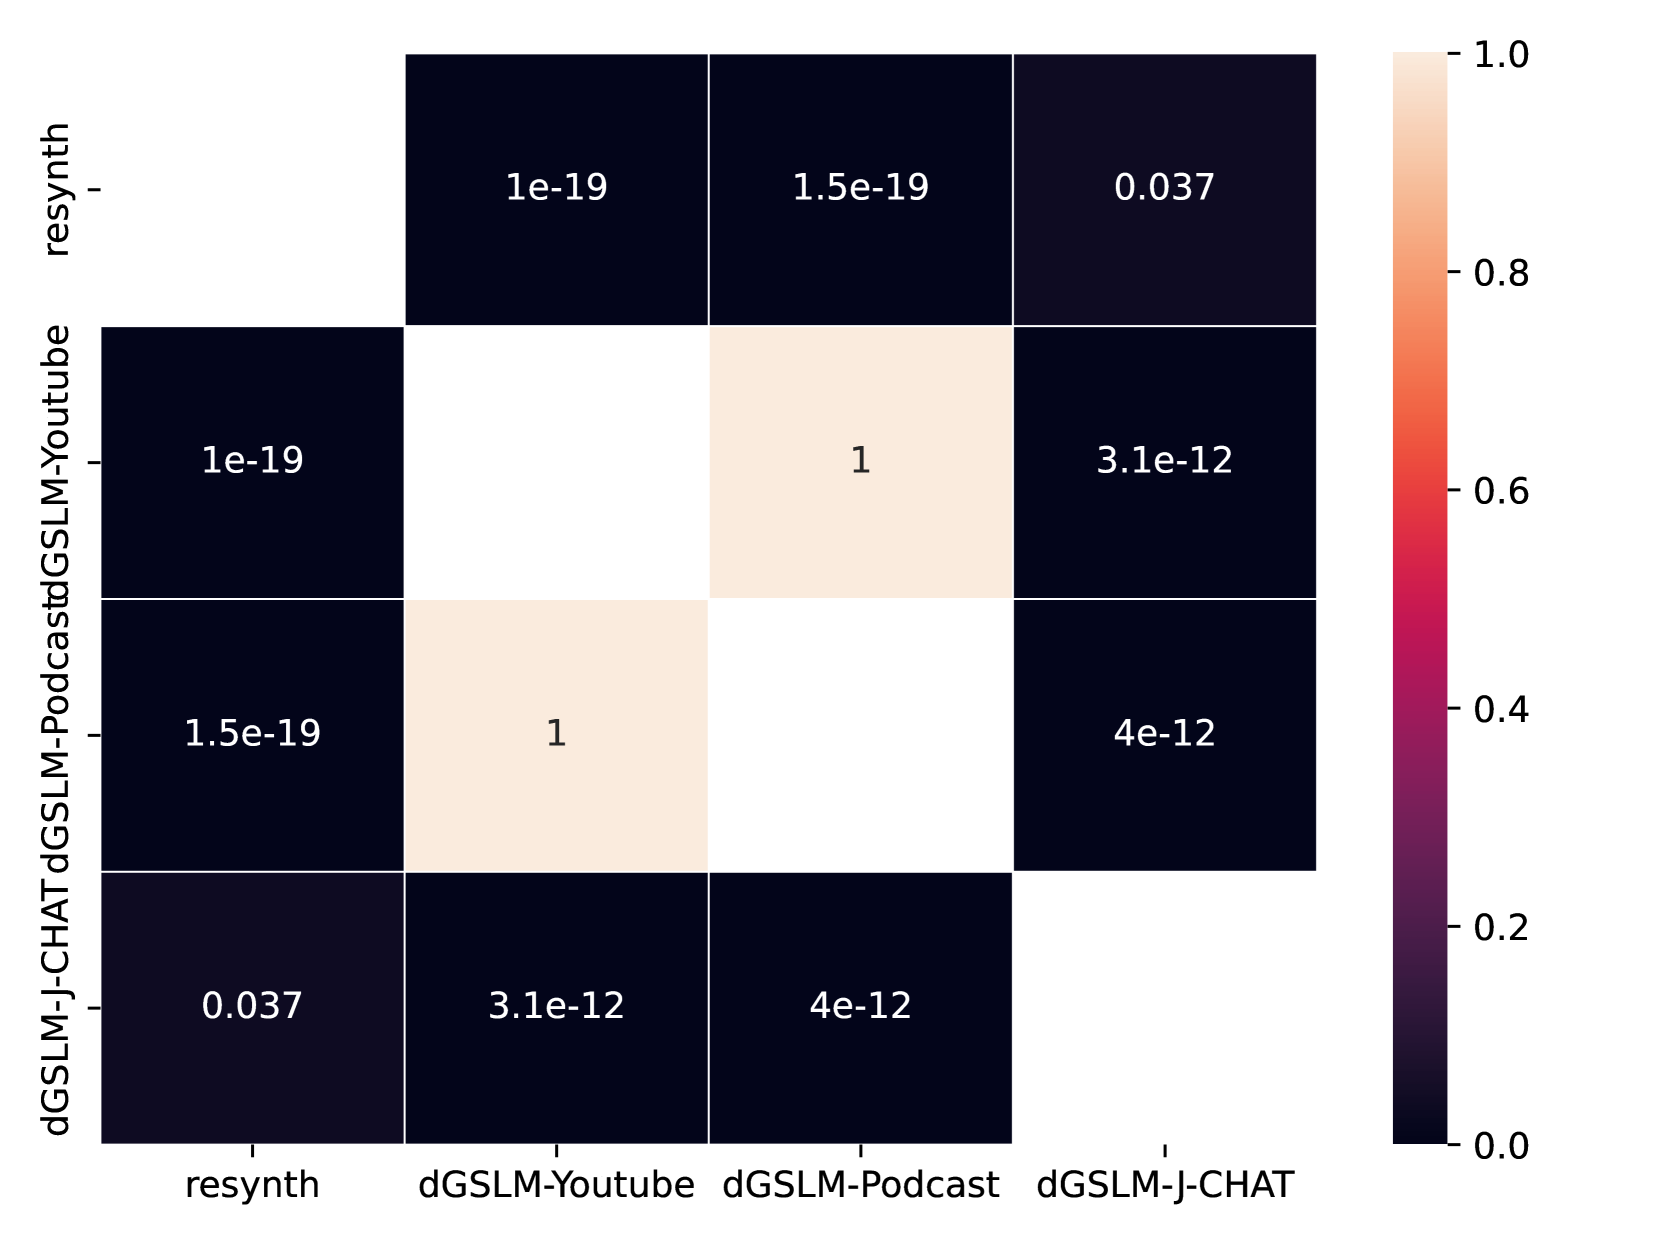 resynth
1e-19
1.5e-19
0.037
dGSLM-Youtube
1e-19
1
3.1e-12
dGSLM-Podcast
1.5e-19
1
4e-12
dGSLM-J-CHAT
0.037
3.1e-12
4e-12
resynth
dGSLM-Youtube
dGSLM-Podcast
dGSLM-J-CHAT
1.0
0.8
0.6
0.4
0.2
0.0